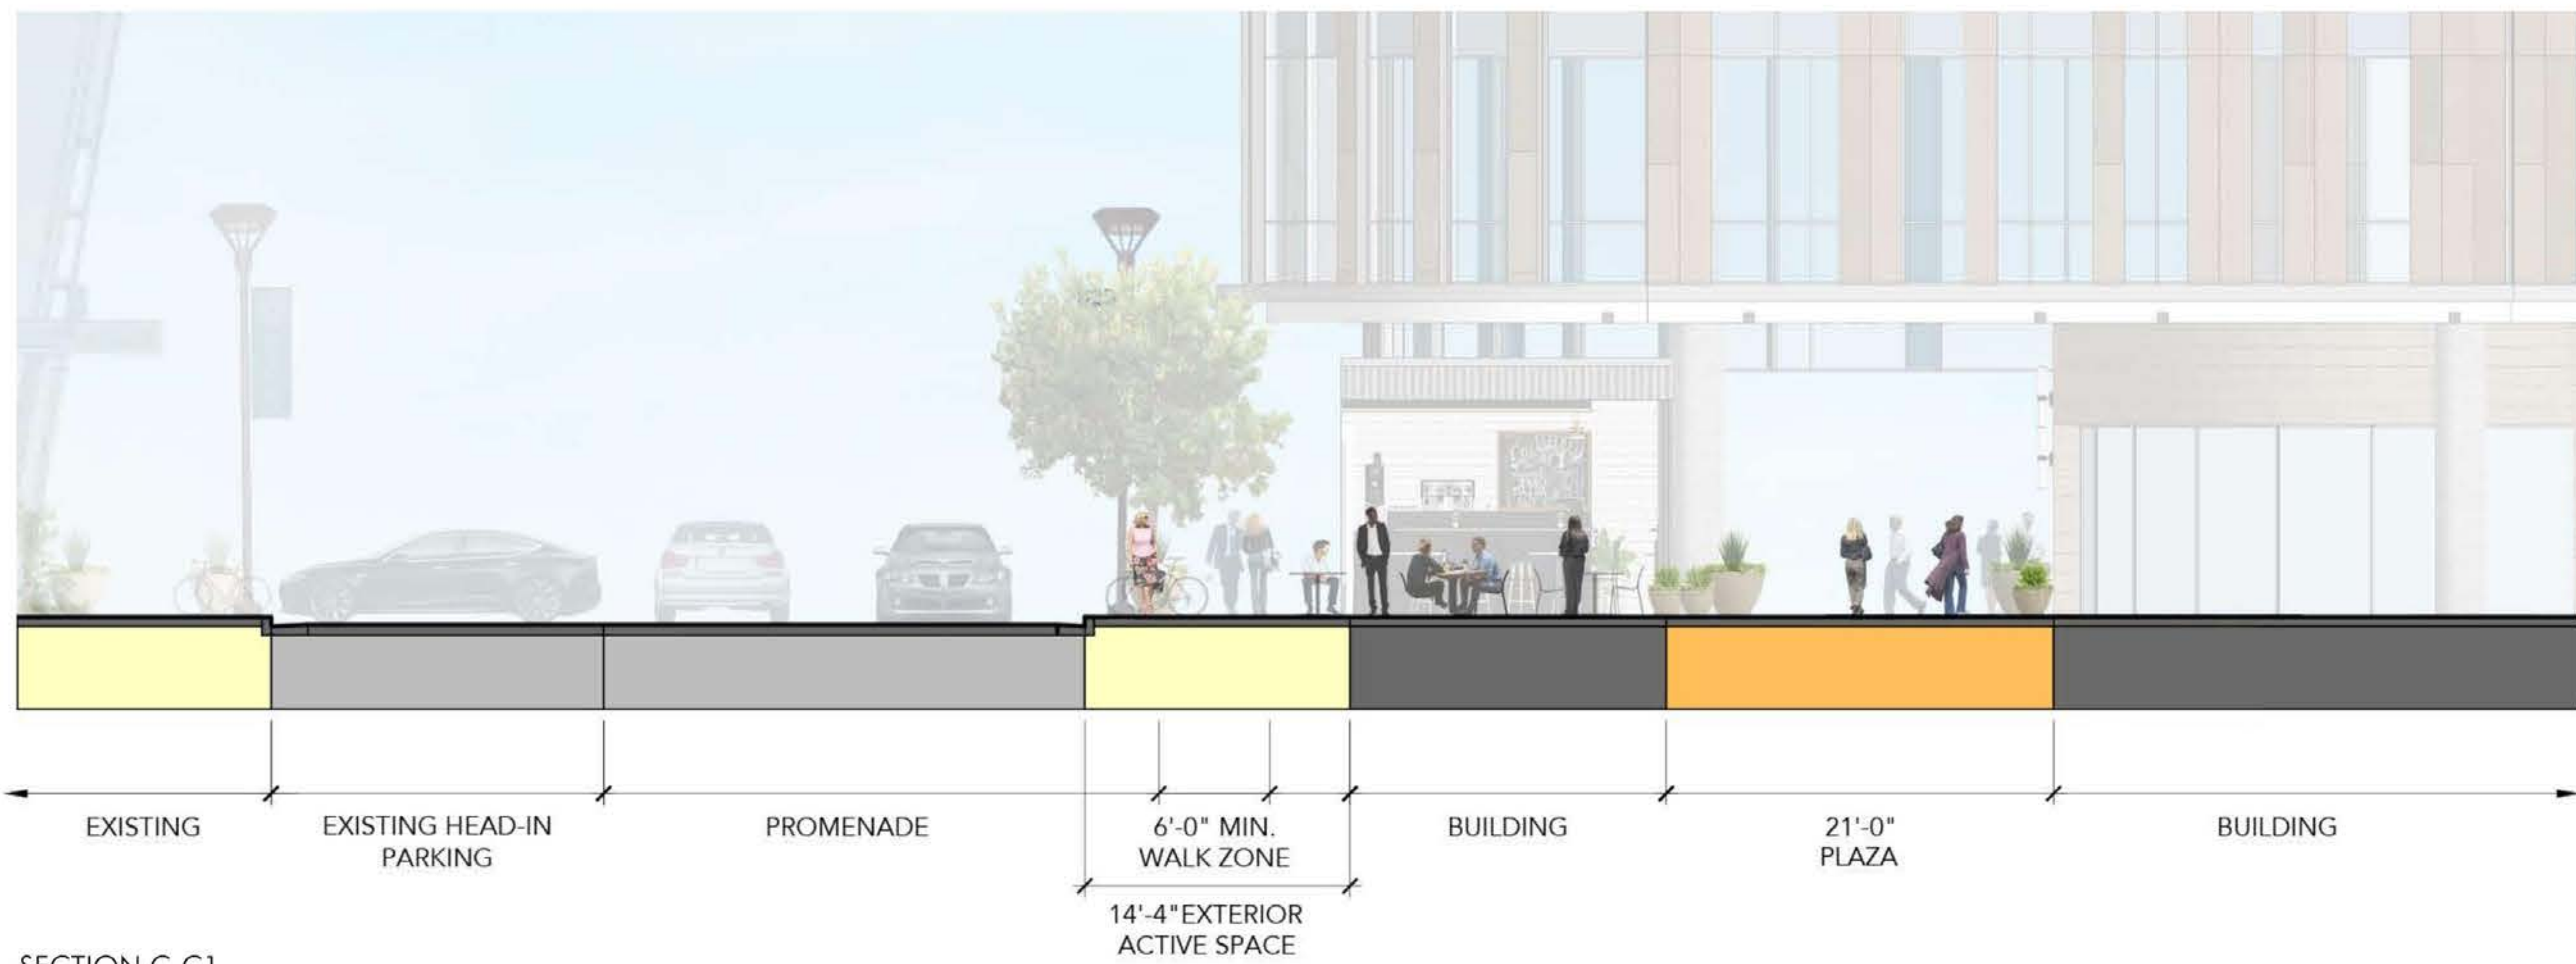 EXISTING
EXISTING HEAD-IN
PARKING
PROMENADE
6'-0" MIN.
WALK ZONE
BUILDING
21'-0"
PLAZA
BUILDING
14'-4"EXTERIOR
ACTIVE SPACE